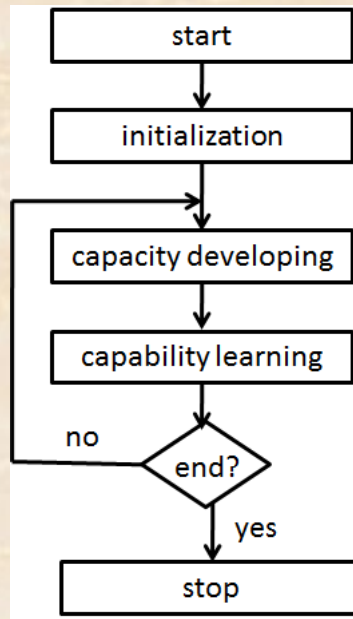 start
initialization
capacity developing
capability learning
no
end?
yes
stop